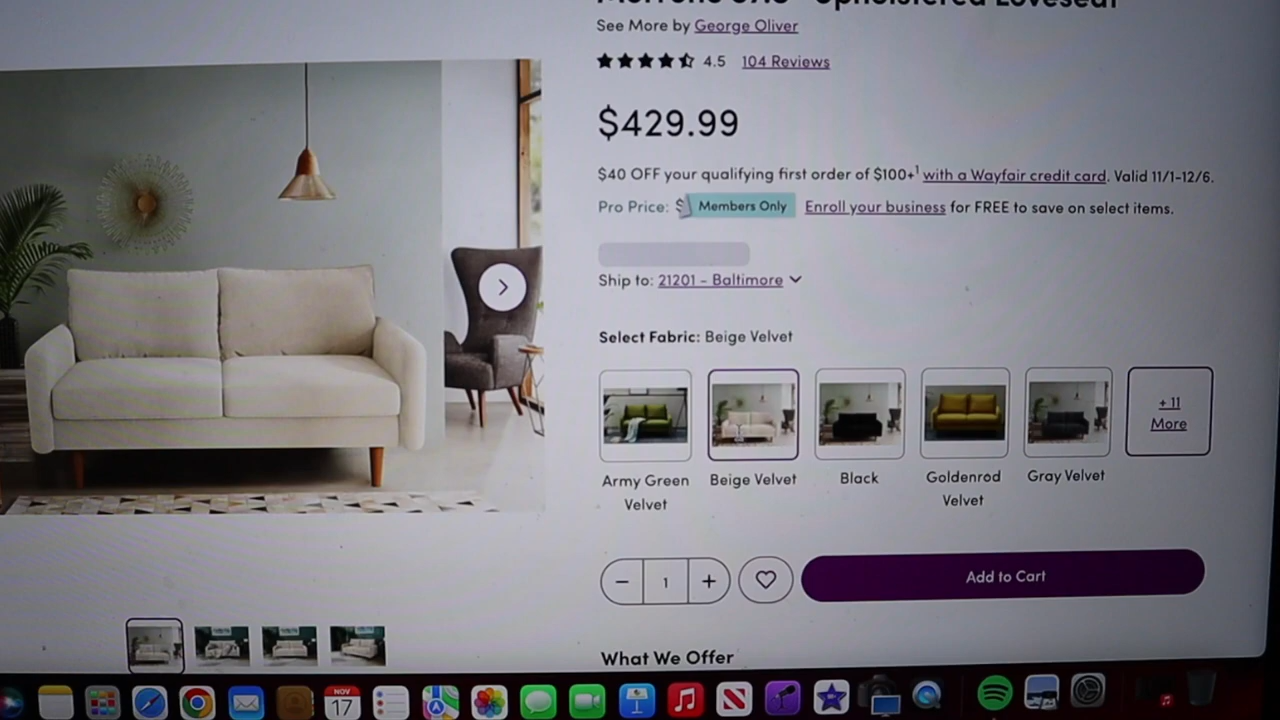 Upholstered Loveseat
See More by George Oliver
4.5 104 Reviews
$429.99
$40 OFF your qualifying first order of $100+1 with a Wayfair credit card. Valid 11/1-12/6.
Pro Price: $ Members Only Enroll your business for FREE to save on select items.
Ship to: 21201 - Baltimore
Select Fabric: Beige Velvet
+ 11
More
Army Green
Velvet
Beige Velvet
Black
Goldenrod
Velvet
Gray Velvet
1
Add to Cart
What We Offer
NOV
17